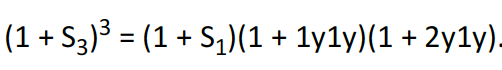 (1 + S₃)³ = (1 + S₁)(1 + 1y1y)(1 + 2y1y).